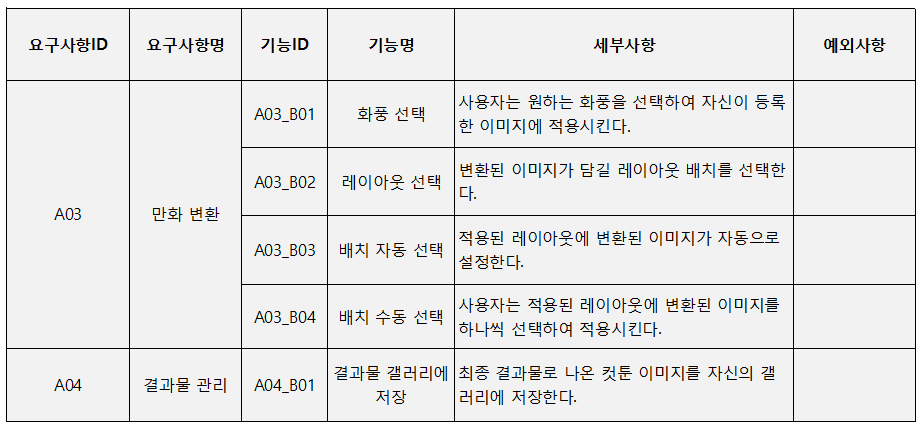 요구사항ID 요구사항명 기능ID 기능명 세부사항 예외사항
A03 만화 변환
A03_B01 화풍 선택 사용자는 원하는 화풍을 선택하여 자신이 등록
한 이미지에 적용시킨다.
A03_B02 레이아웃 선택 변환된 이미지가 담길 레이아웃 배치를 선택한
다.
A03_B03 배치 자동 선택 적용된 레이아웃에 변환된 이미지가 자동으로
설정한다.
A03_B04 배치 수동 선택 사용자는 적용된 레이아웃에 변환된 이미지를
하나씩 선택하여 적용시킨다.
A04 결과물 관리 A04_B01 결과물 갤러리에
저장
최종 결과물로 나온 컷툰 이미지를 자신의 갤
러리에 저장한다.